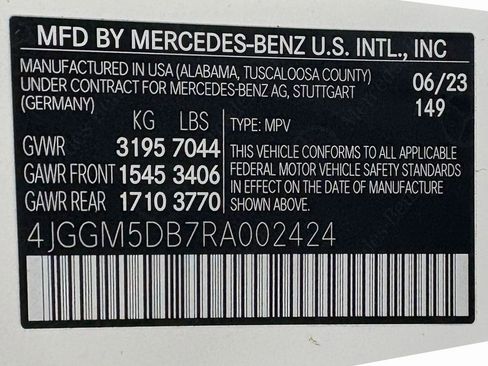 MFD BY MERCEDES-BENZ U.S. INTL., INC
MANUFACTURED IN USA (ALABAMA, TUSCALOOSA COUNTY) 06/23
UNDER CONTRACT FOR MERCEDES-BENZ AG, STUTTGART
(GERMANY) 149
KG LBS TYPE: MPV
GVWR 3195 7044
GAWR FRONT 1545 3406
GAWR REAR 1710 3770
THIS VEHICLE CONFORMS TO ALL APPLICABLE
FEDERAL MOTOR VEHICLE SAFETY STANDARDS
IN EFFECT ON THE DATE OF MANUFACTURE
SHOWN ABOVE.
4JGGM5DB7RA002424